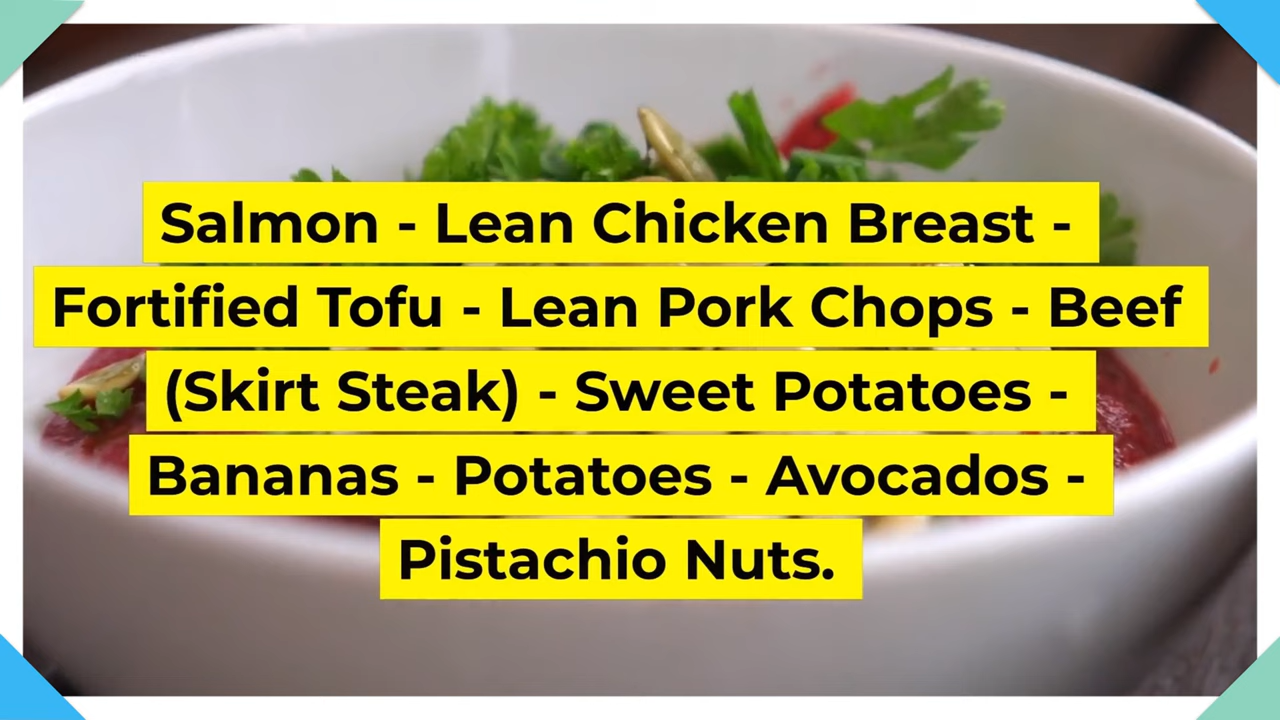 Salmon - Lean Chicken Breast -
Fortified Tofu - Lean Pork Chops - Beef
(Skirt Steak) - Sweet Potatoes -
Bananas - Potatoes - Avocados -
Pistachio Nuts.